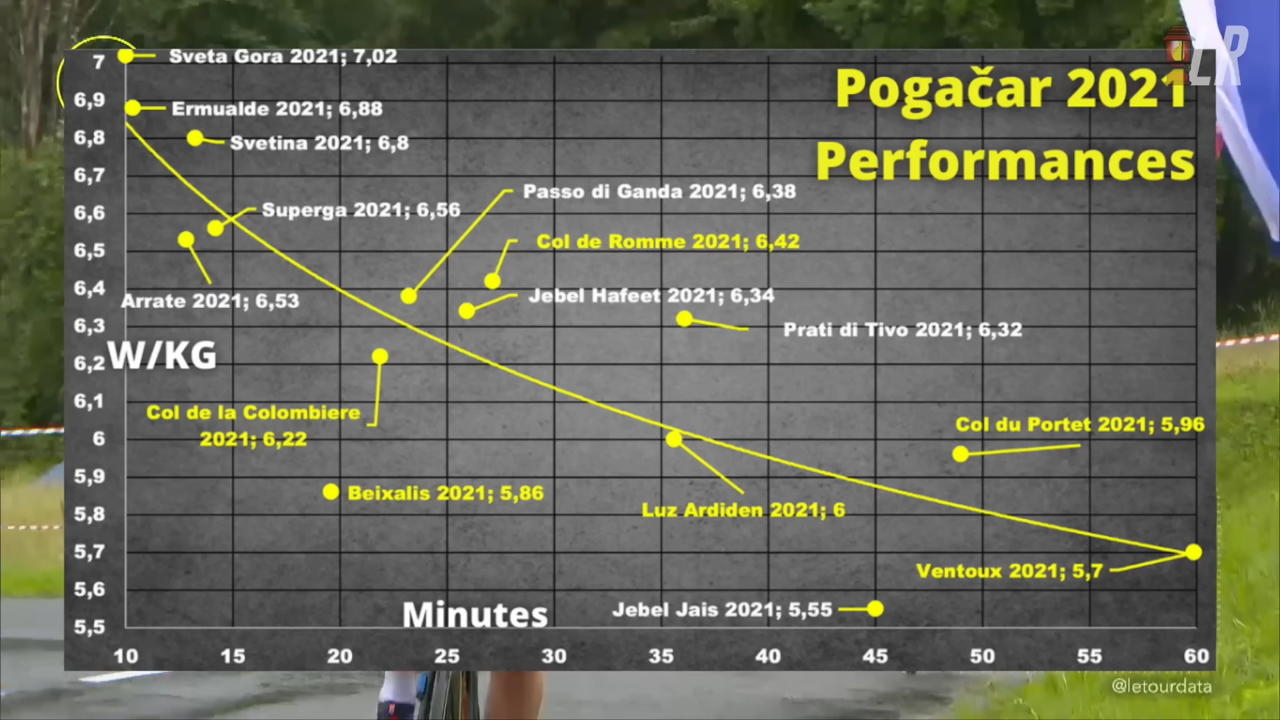 LR
Pogačar 2021
Performances
Sveta Gora 2021; 7,02
Ermualde 2021; 6,88
Svetina 2021; 6,8
Passo di Ganda 2021; 6,38
Superga 2021; 6,56
Col de Romme 2021; 6,42
Arrate 2021; 6,53
Jebel Hafeet 2021; 6,34
Prati di Tivo 2021; 6,32
W/KG
Col de la Colombiere
2021; 6,22
Col du Portet 2021; 5,96
Beixalis 2021; 5,86
Luz Ardiden 2021; 6
Ventoux 2021; 5,7
Jebel Jais 2021; 5,55
Minutes
7
6,9
6,8
6,7
6,6
6,5
6,4
6,3
6,2
6,1
6
5,9
5,8
5,7
5,6
5,5
10 15 20 25 30 35 40 45 50 55 60
@letourdata